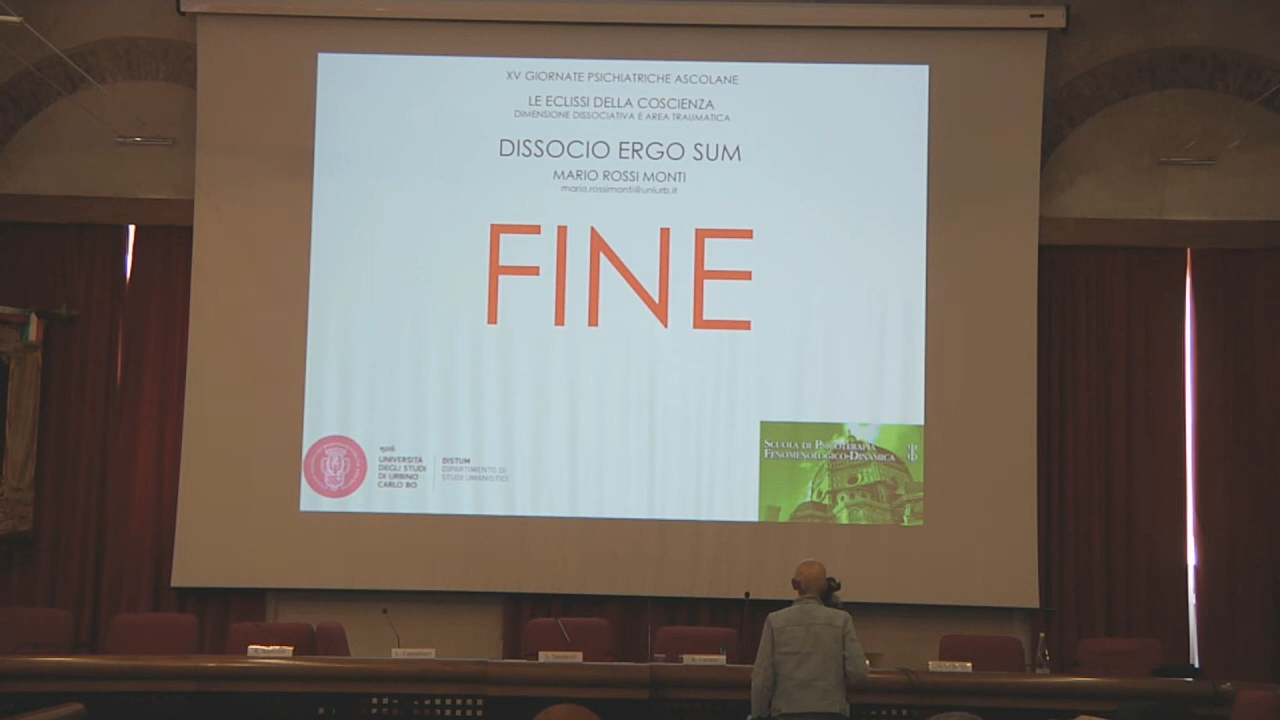 XV GIORNATE PSICHIATRICHE ASCOLANE
LE ECLISSI DELLA COSCIENZA
DIMENSIONE DISSOCIATIVA E AREA TRAUMATICA
DISSOCIO ERGO SUM
MARIO ROSSI MONTI
mario.rossimonti@uniurb.it
FINE
1506
UNIVERSITÀ
DEGLI STUDI
DI URBINO
CARLO BO
DISTUM
DIPARTIMENTO DI
STUDI UMANISTICI
SCUOLA DI PSICOTERAPIA
FENOMENOLOGICO-DINAMICA